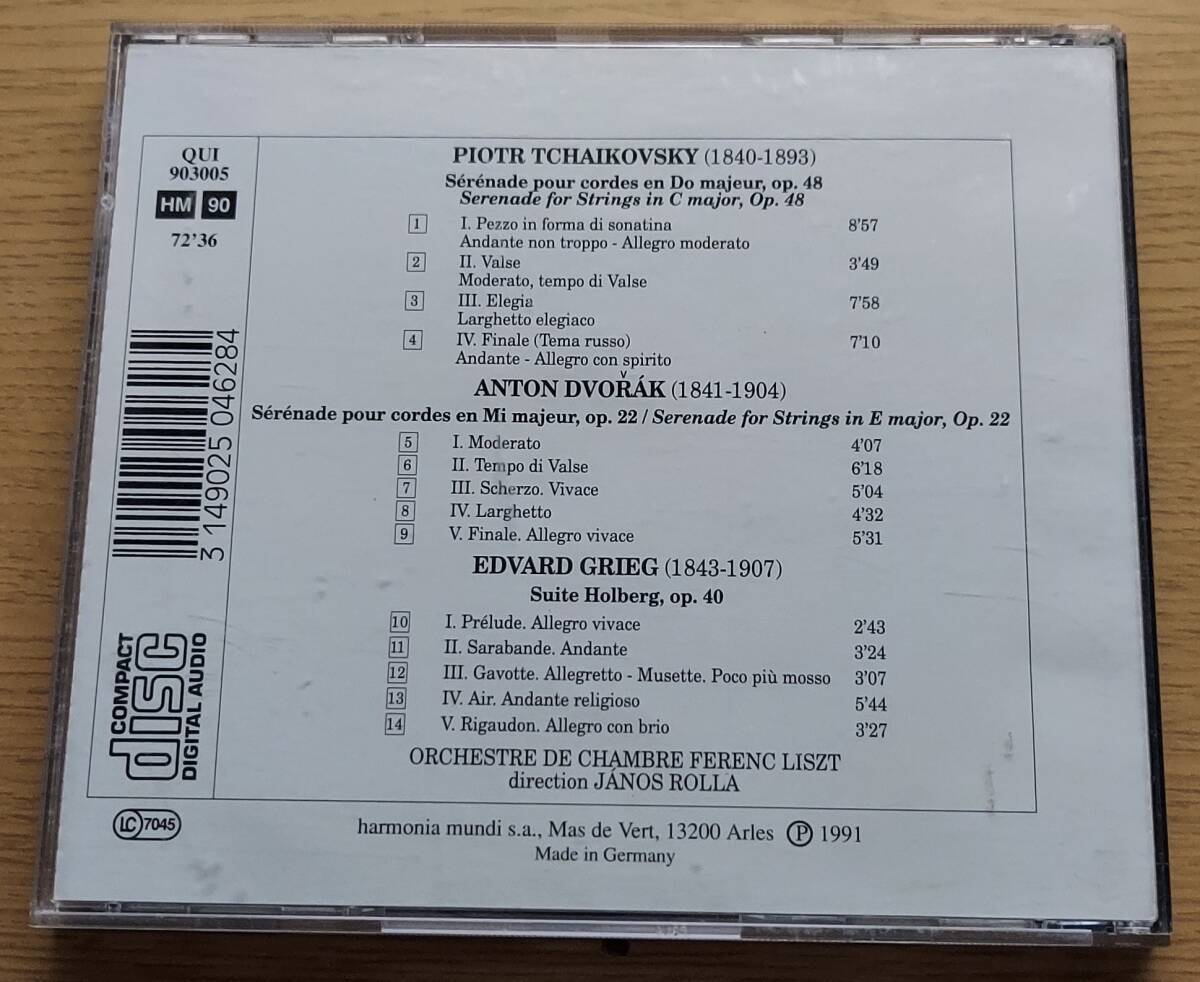 QUI
903005
HM 90
72'36
3 149025 046284
COMPACT
disc
DIGITAL AUDIO
LC 7045
PIOTR TCHAIKOVSKY (1840-1893)
Sérénade pour cordes en Do majeur, op. 48
Serenade for Strings in C major, Op. 48
1 I. Pezzo in forma di sonatina 8'57
Andante non troppo - Allegro moderato
2 II. Valse 3'49
Moderato, tempo di Valse
3 III. Elegia 7'58
Larghetto elegiaco
4 IV. Finale (Tema russo) 7'10
Andante - Allegro con spirito
ANTON DVOŘÁK (1841-1904)
Sérénade pour cordes en Mi majeur, op. 22 / Serenade for Strings in E major, Op. 22
5 I. Moderato 4'07
6 II. Tempo di Valse 6'18
7 III. Scherzo. Vivace 5'04
8 IV. Larghetto 4'32
9 V. Finale. Allegro vivace 5'31
EDVARD GRIEG (1843-1907)
Suite Holberg, op. 40
10 I. Prélude. Allegro vivace 2'43
11 II. Sarabande. Andante 3'24
12 III. Gavotte. Allegretto - Musette. Poco più mosso 3'07
13 IV. Air. Andante religioso 5'44
14 V. Rigaudon. Allegro con brio 3'27
ORCHESTRE DE CHAMBRE FERENC LISZT
direction JÁNOS ROLLA
harmonia mundi s.a., Mas de Vert, 13200 Arles Ⓟ 1991
Made in Germany